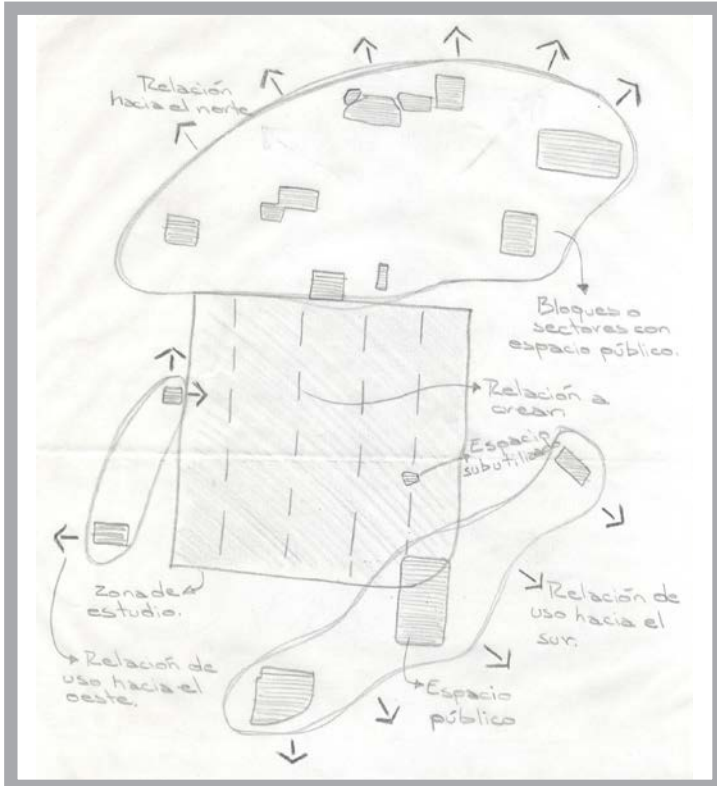 Relación
hacia el norte
Bloques o
sectores con
espacio público.
Relación a
crear
Espacio
subutilizado
zona de
estudio.
Relación de
uso hacia el
sur.
Relación de
uso hacia el
oeste.
Espacio
público